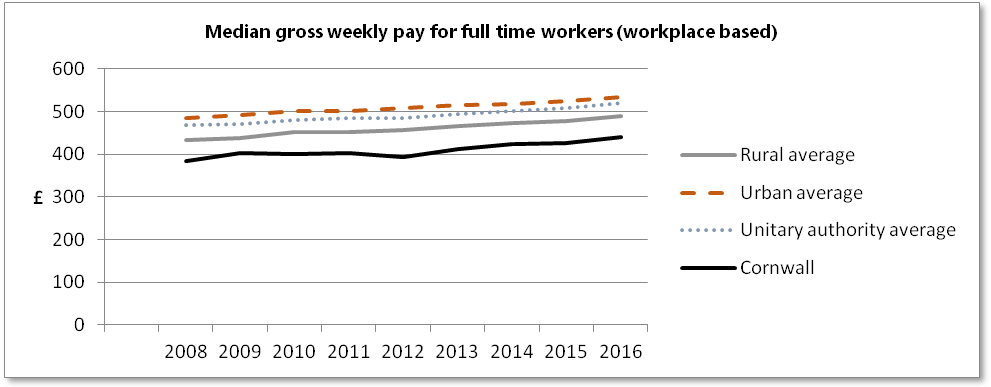 Median gross weekly pay for full time workers (workplace based)
600
500
400
300
200
100
0
£
2008 2009 2010 2011 2012 2013 2014 2015 2016
Rural average
Urban average
Unitary authority average
Cornwall